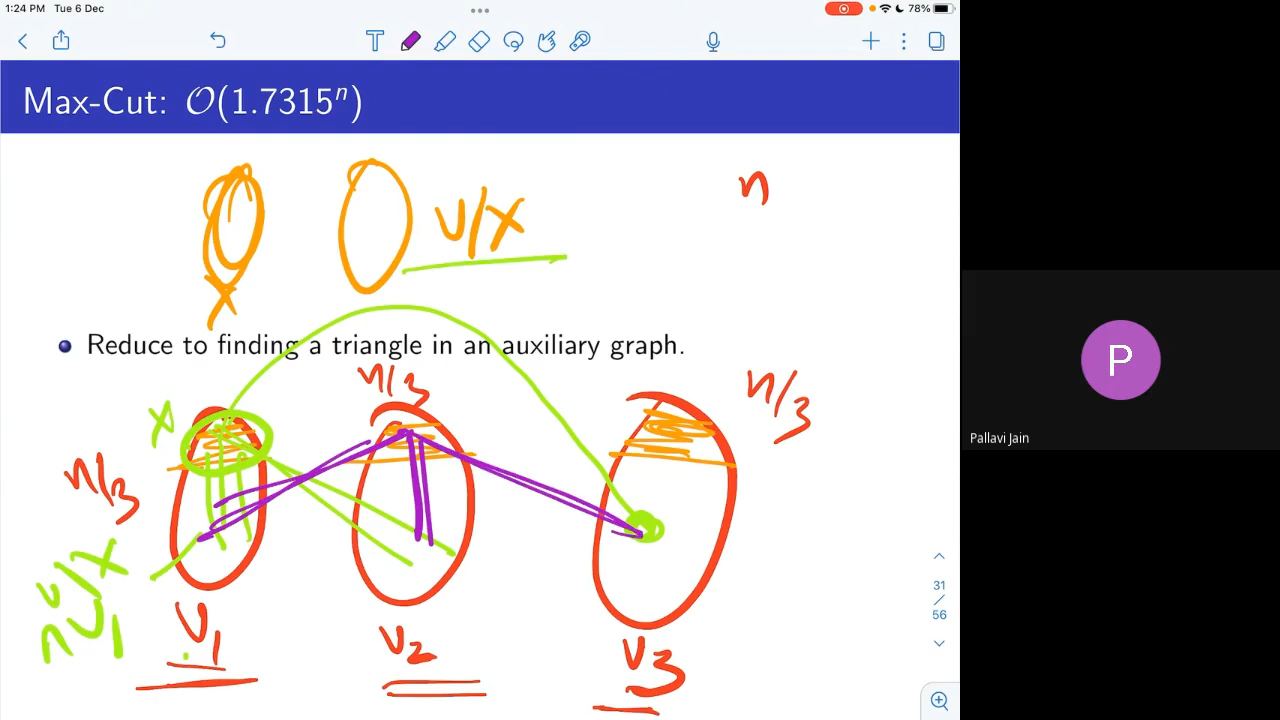 1:24 PM Tue 6 Dec
78%
Max-Cut: O(1.7315ⁿ)
n
V/X
X
Reduce to finding a triangle in an auxiliary graph.
n/3
n/3
X
n/3
V/X
∩V1
V1
V2
V3
31
/
56
P
Pallavi Jain